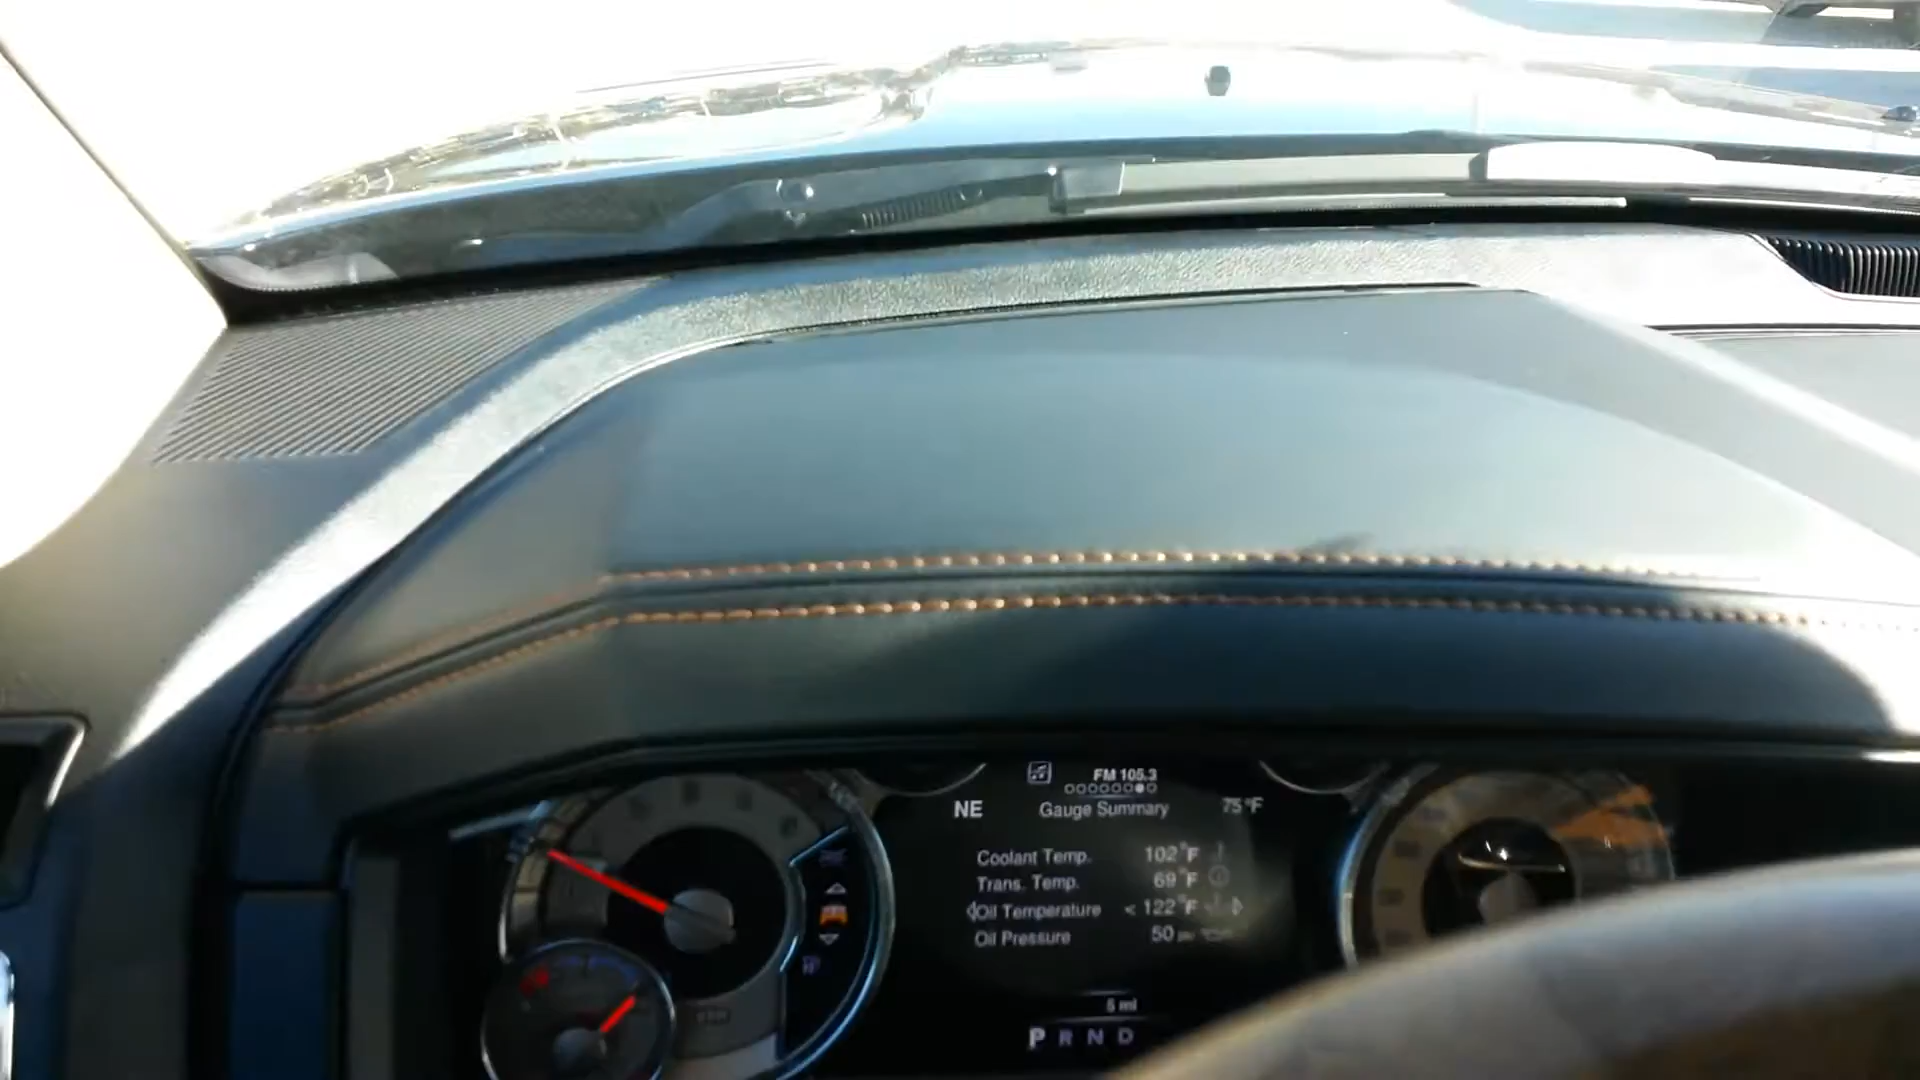 FM 105.3
NE Gauge Summary 75°F
Coolant Temp. 102°F
Trans. Temp. 69°F
Oil Temperature < 122°F
Oil Pressure 50
5 mi
P R N D